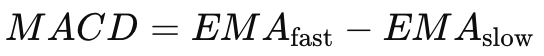 MACD = EMA_fast − EMA_slow